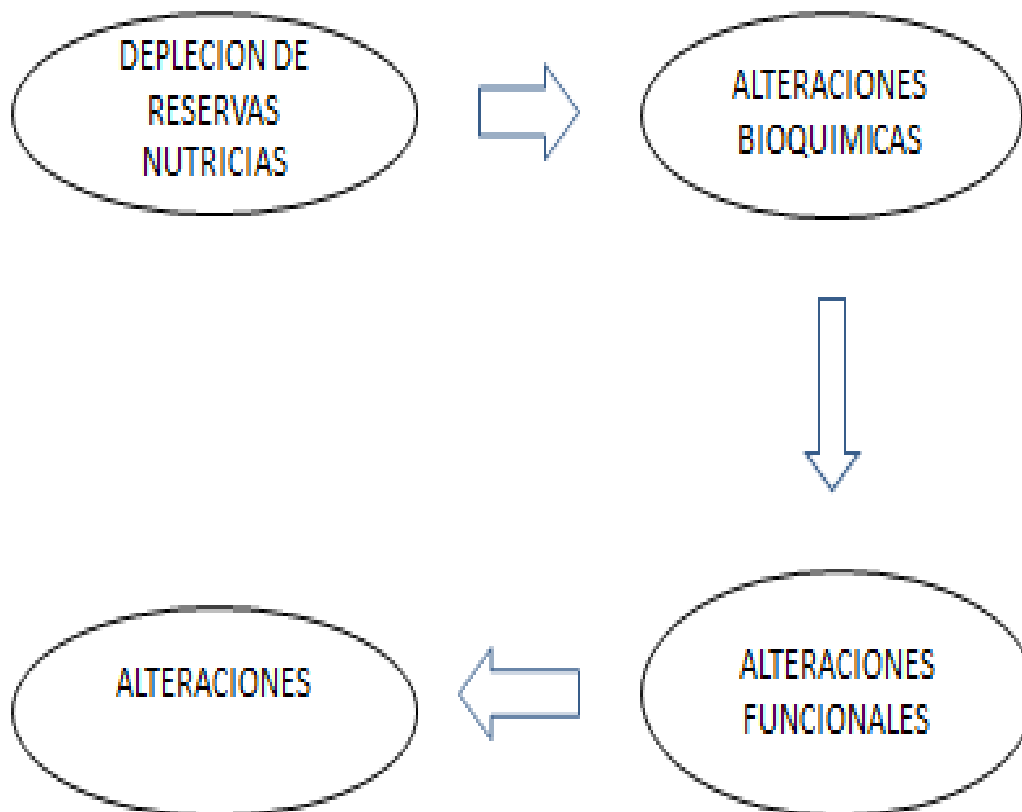 DEPLECION DE
RESERVAS
NUTRICIAS
ALTERACIONES
BIOQUIMICAS
ALTERACIONES
FUNCIONALES
ALTERACIONES